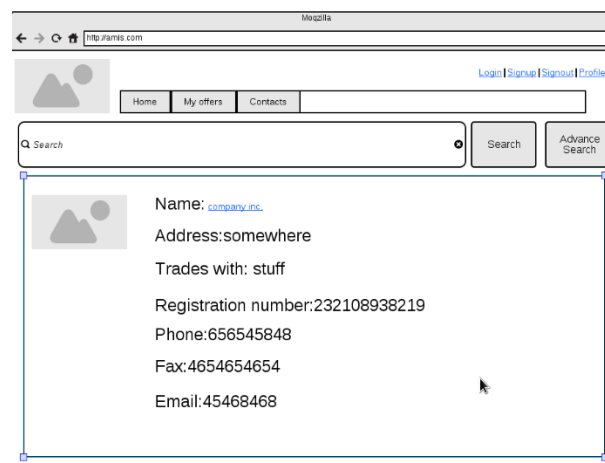 Moqzilla
http://amis.com
Login | Signup | Signout | Profile
Home My offers Contacts
Search Search Advance
Search
Name: company inc.
Address:somewhere
Trades with: stuff
Registration number:232108938219
Phone:656545848
Fax:4654654654
Email:45468468